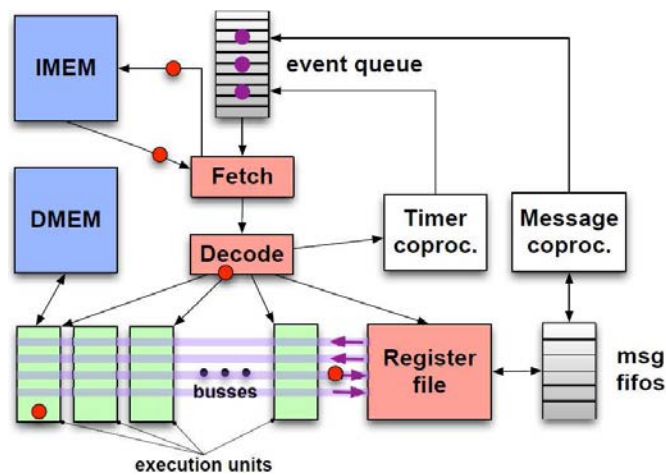 IMEM
event queue
Fetch
DMEM
Timer
coproc.
Message
coproc.
Decode
Register
file
msg
fifos
busses
execution units